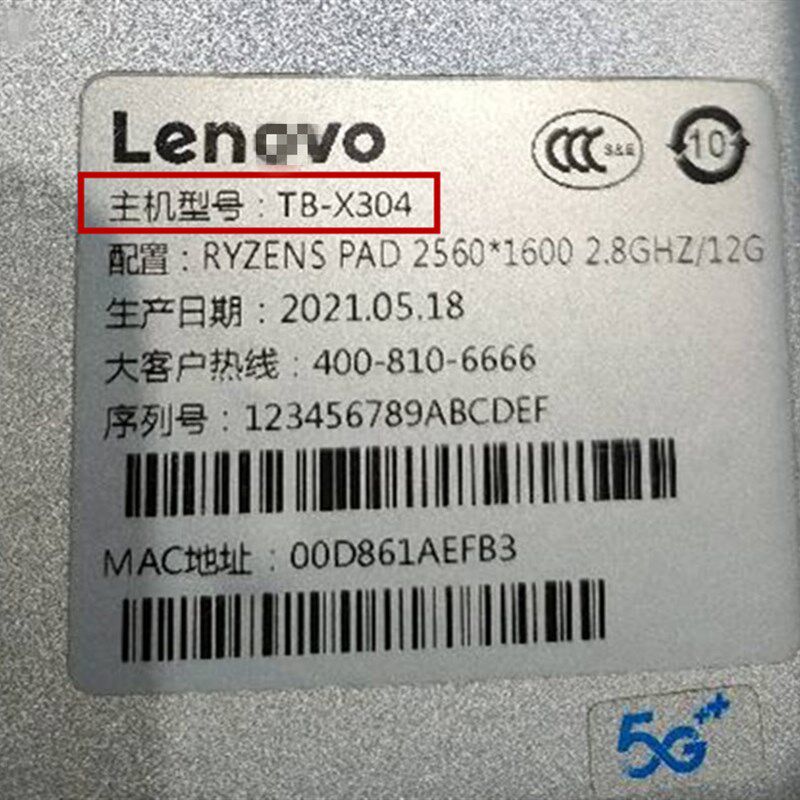 Lenovo
S&E
10
主机型号：TB-X304
配置：RYZENS PAD 2560*1600 2.8GHZ/12G
生产日期：2021.05.18
大客户热线：400-810-6666
序列号：123456789ABCDEF
MAC地址：00D861AEFB3
5G++